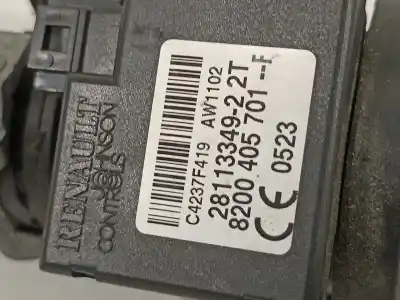 RENAULT
JOHNSON
CONTROLS
C4237F419 AW1102
28113349-2 2T
8200 405 701--F
CE 0523